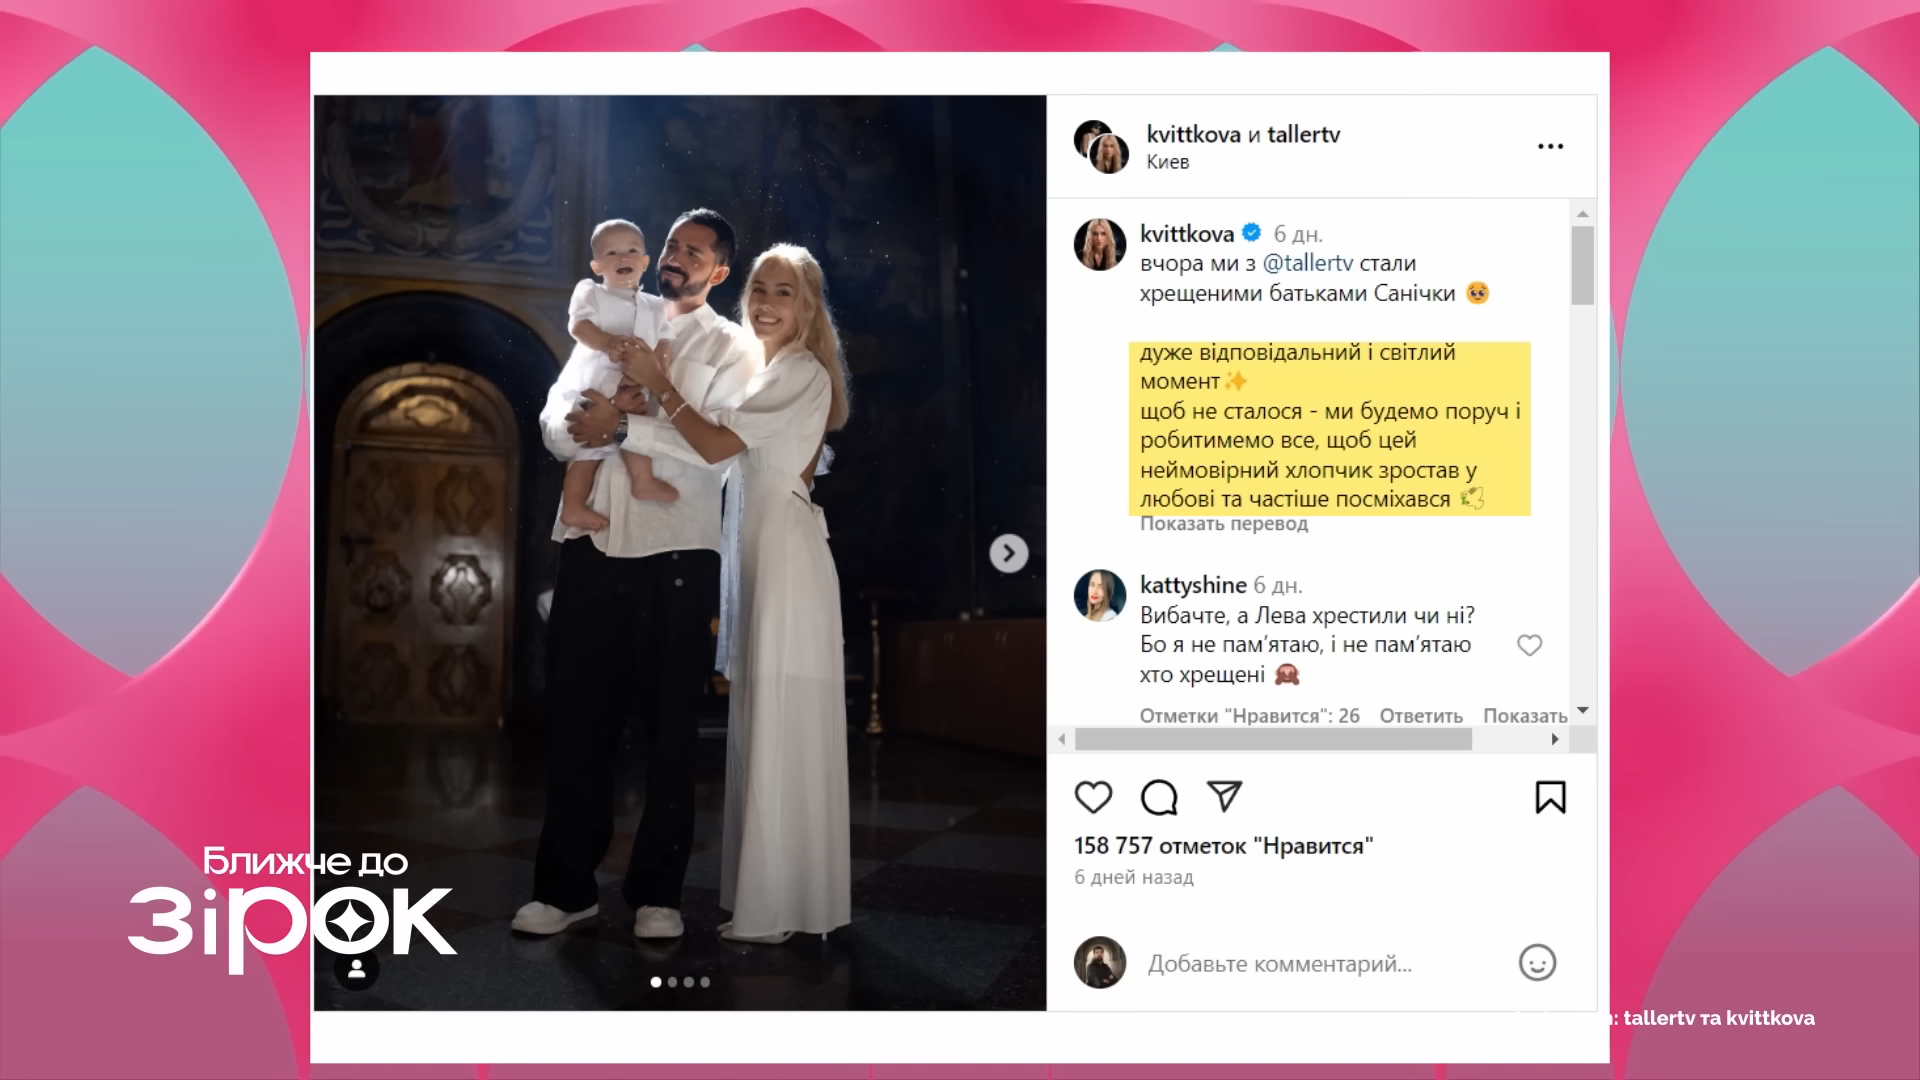 kvittkova и tallertv
Киев
kvittkova 6 дн.
вчора ми з @tallertv стали
хрещеними батьками Санічки 🥺
дуже відповідальний і світлий
момент✨
щоб не сталося - ми будемо поруч і
робитимемо все, щоб цей
неймовірний хлопчик зростав у
любові та частіше посміхався
Показать перевод
kattyshine 6 дн.
Вибачте, а Лева хрестили чи ні?
Бо я не пам’ятаю, і не пам’ятаю
хто хрещені 🙈
Отметки "Нравится": 26 Ответить Показать
158 757 отметок "Нравится"
6 дней назад
Добавьте комментарий...
Ближче до
зірок
: tallertv та kvittkova